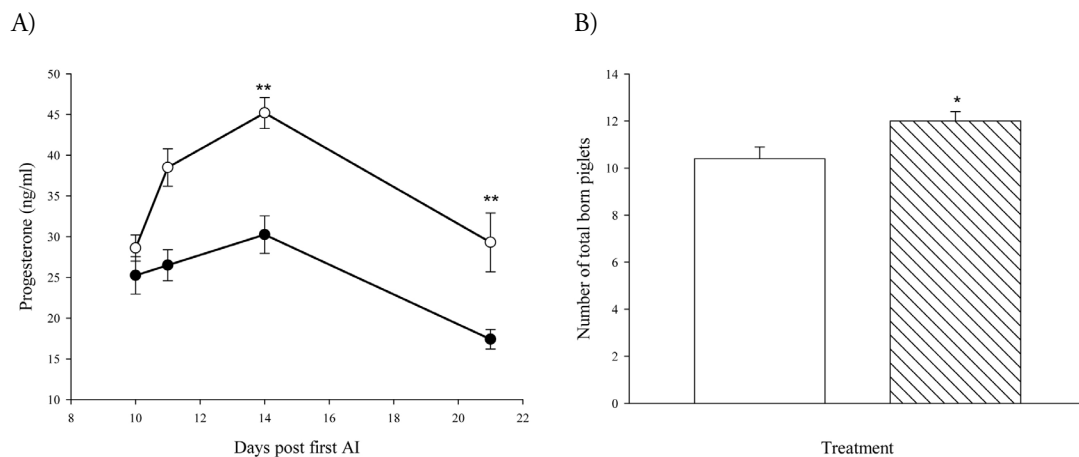 A)
50
45
40
35
30
25
20
15
10
Progesterone (ng/ml)
**
**
8 10 12 14 16 18 20 22
Days post first AI
B)
14
12
10
8
6
4
2
0
Number of total born piglets
*
Treatment